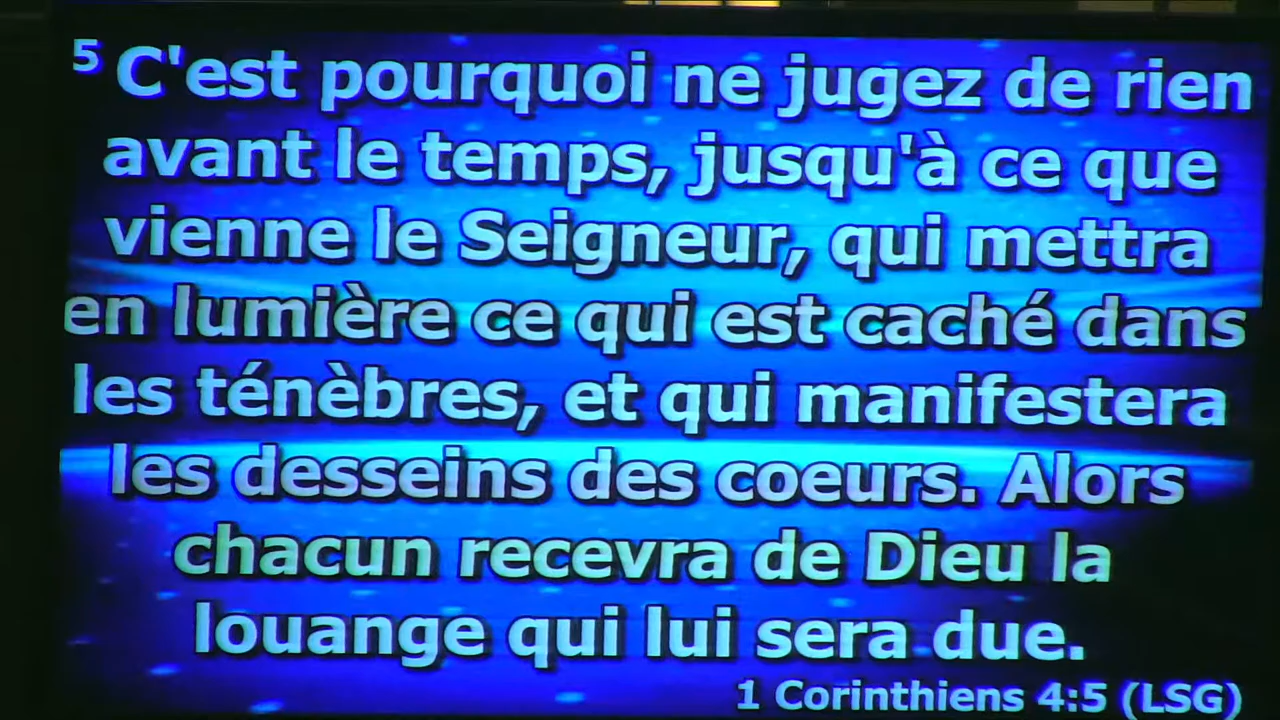 5 C'est pourquoi ne jugez de rien
avant le temps, jusqu'à ce que
vienne le Seigneur, qui mettra
en lumière ce qui est caché dans
les ténèbres, et qui manifestera
les desseins des coeurs. Alors
chacun recevra de Dieu la
louange qui lui sera due.
1 Corinthiens 4:5 (LSG)